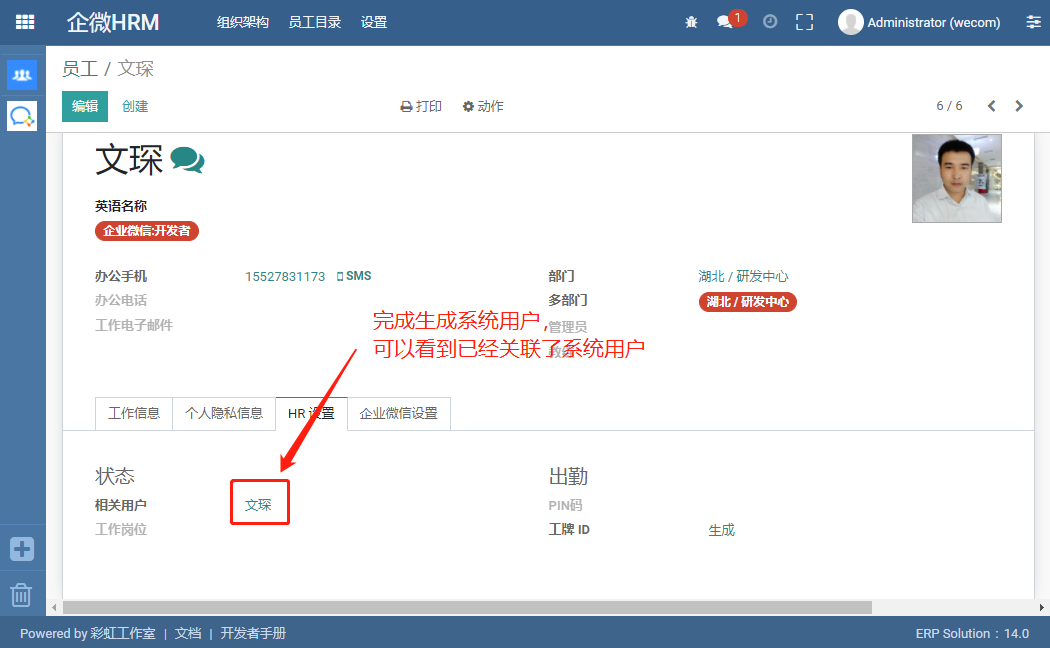 企微HRM 组织架构 员工目录 设置 1 Administrator (wecom)
员工 / 文琛
编辑 创建 打印 动作 6 / 6
文琛
英语名称
企业微信:开发者
办公手机 15527831173 SMS 部门 湖北 / 研发中心
办公电话 多部门 湖北 / 研发中心
工作电子邮件 管理员
完成生成系统用户,
可以看到已经关联了系统用户
工作信息 个人隐私信息 HR 设置 企业微信设置
状态 出勤
相关用户 文琛 PIN码
工作岗位 工牌 ID 生成
Powered by 彩虹工作室 | 文档 | 开发者手册 ERP Solution : 14.0